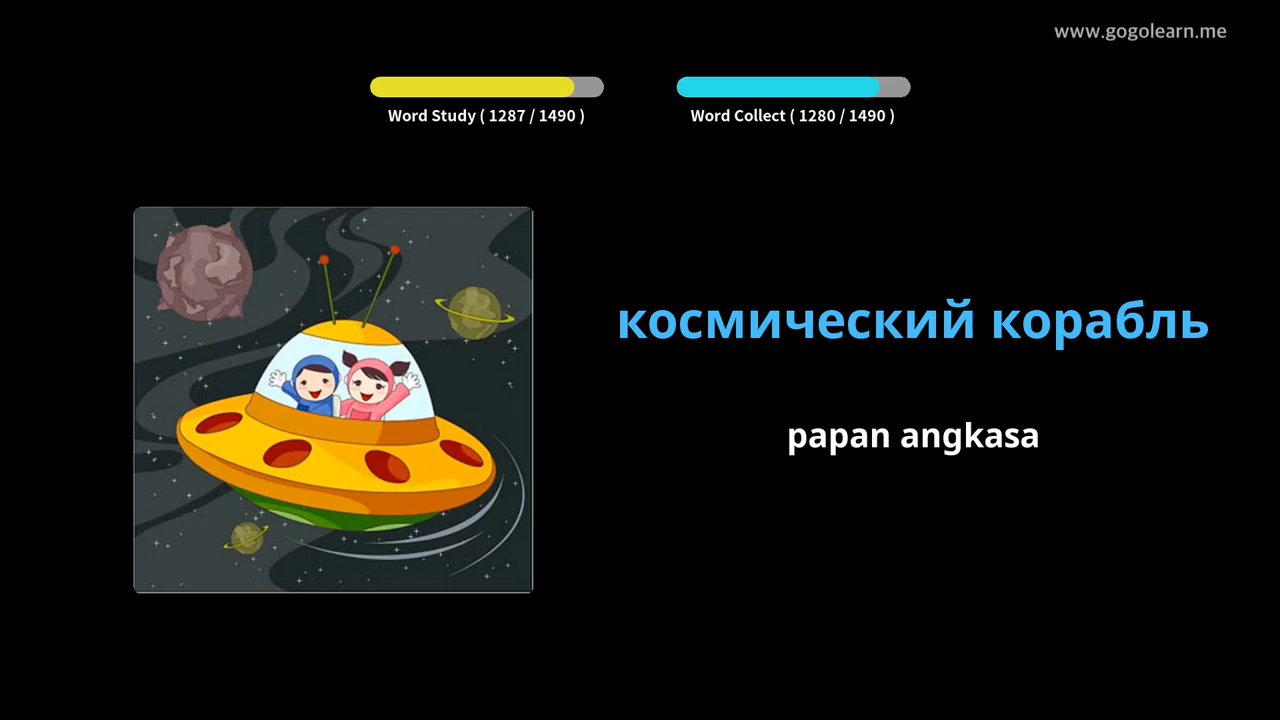 www.gogolearn.me
Word Study ( 1287 / 1490 )
Word Collect ( 1280 / 1490 )
космический корабль
papan angkasa